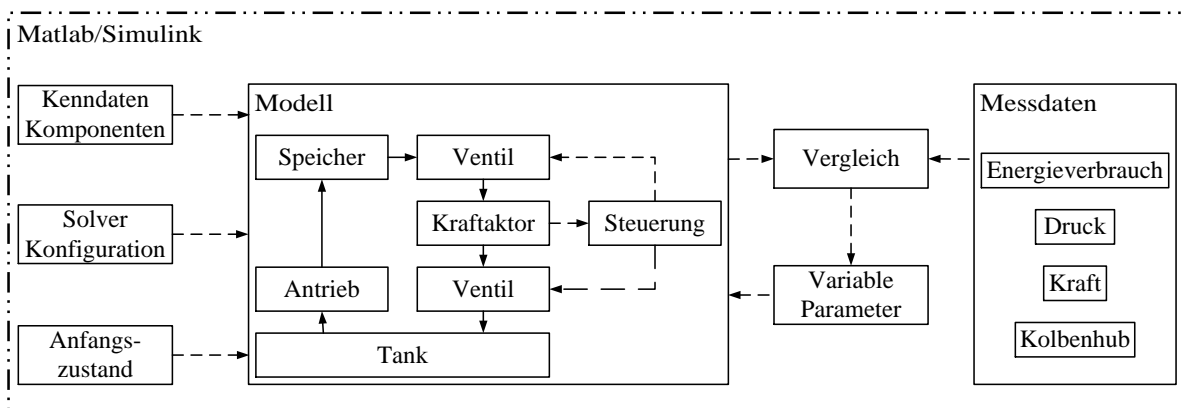 Matlab/Simulink
Kenndaten
Komponenten
Solver
Konfiguration
Anfangs-
zustand
Modell
Speicher
Ventil
Kraftaktor
Steuerung
Antrieb
Ventil
Tank
Vergleich
Variable
Parameter
Messdaten
Energieverbrauch
Druck
Kraft
Kolbenhub